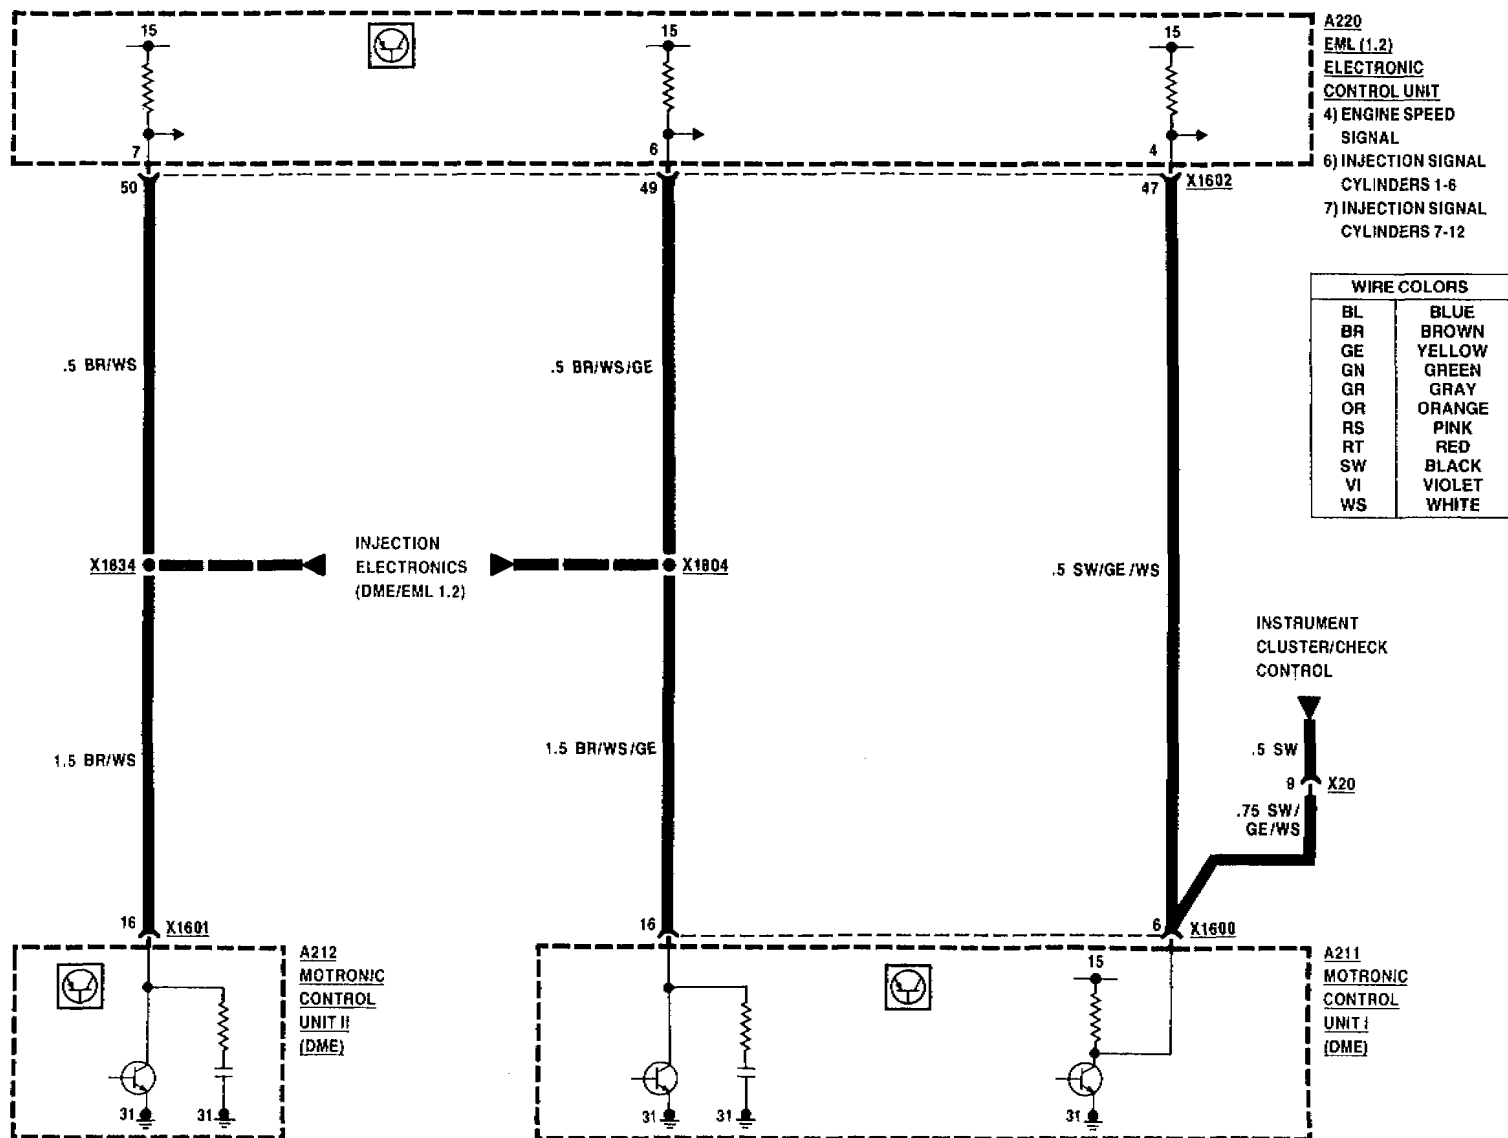 15
15
15
7
6
4
50
49
47
X1602
A220
EML (1.2)
ELECTRONIC
CONTROL UNIT
4) ENGINE SPEED
SIGNAL
6) INJECTION SIGNAL
CYLINDERS 1-6
7) INJECTION SIGNAL
CYLINDERS 7-12
WIRE COLORS
BL BLUE
BR BROWN
GE YELLOW
GN GREEN
GR GRAY
OR ORANGE
RS PINK
RT RED
SW BLACK
VI VIOLET
WS WHITE
.5 BR/WS
.5 BR/WS/GE
.5 SW/GE/WS
X1834
INJECTION
ELECTRONICS
(DME/EML 1.2)
X1804
INSTRUMENT
CLUSTER/CHECK
CONTROL
.5 SW
9
X20
.75 SW/
GE/WS
1.5 BR/WS
1.5 BR/WS/GE
16
X1601
16
6
X1600
A212
MOTRONIC
CONTROL
UNIT II
(DME)
31
31
15
31
31
31
A211
MOTRONIC
CONTROL
UNIT I
(DME)